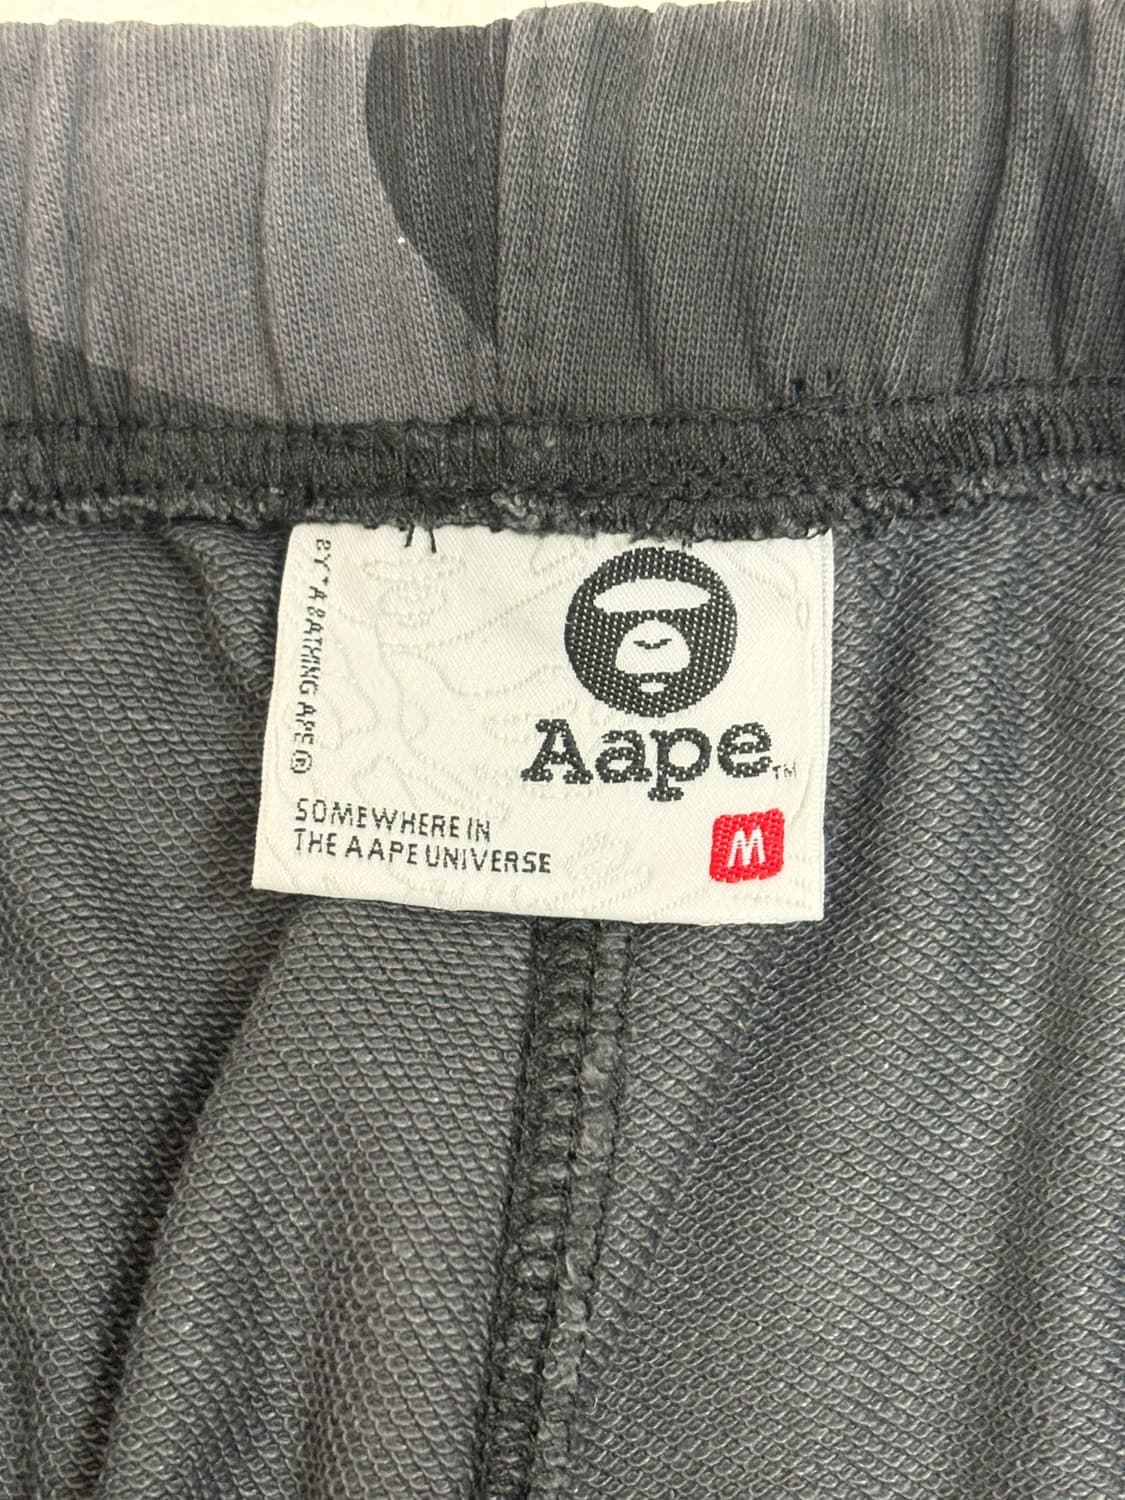 BY "A BATHING APE ®
Aape™
M
SOMEWHERE IN
THE AAPE UNIVERSE